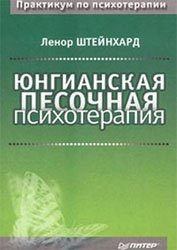 Практикум по психотерапии
Ленор ШТЕЙНХАРД
ЮНГИАНСКАЯ
ПЕСОЧНАЯ
ПСИХОТЕРАПИЯ
ПИТЕР